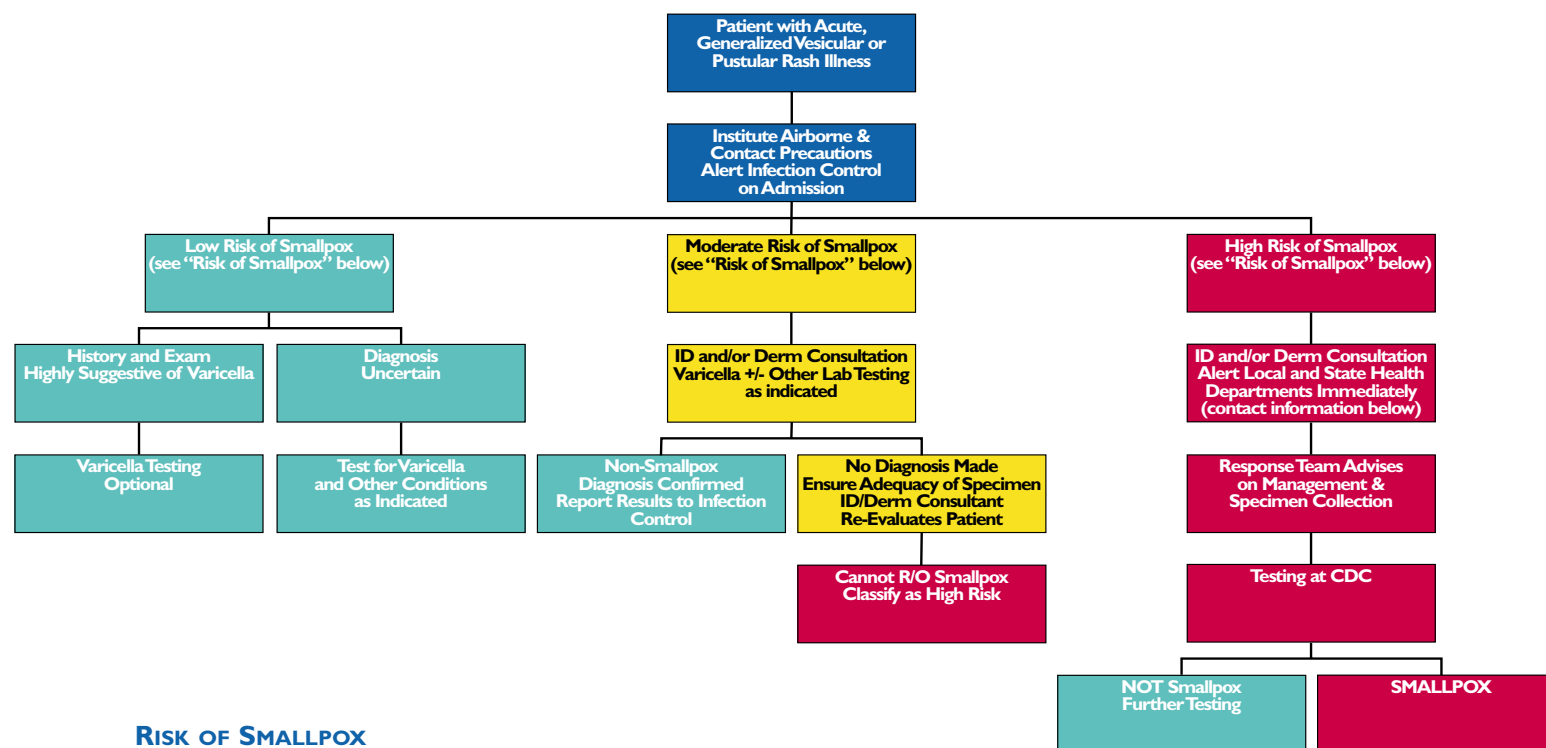 Patient with Acute,
Generalized Vesicular or
Pustular Rash Illness
Institute Airborne &
Contact Precautions
Alert Infection Control
on Admission
Low Risk of Smallpox
(see “Risk of Smallpox” below)
Moderate Risk of Smallpox
(see “Risk of Smallpox” below)
High Risk of Smallpox
(see “Risk of Smallpox” below)
History and Exam
Highly Suggestive of Varicella
Diagnosis
Uncertain
ID and/or Derm Consultation
Varicella +/- Other Lab Testing
as indicated
ID and/or Derm Consultation
Alert Local and State Health
Departments Immediately
(contact information below)
Varicella Testing
Optional
Test for Varicella
and Other Conditions
as Indicated
Non-Smallpox
Diagnosis Confirmed
Report Results to Infection
Control
No Diagnosis Made
Ensure Adequacy of Specimen
ID/Derm Consultant
Re-Evaluates Patient
Response Team Advises
on Management &
Specimen Collection
Cannot R/O Smallpox
Classify as High Risk
Testing at CDC
NOT Smallpox
Further Testing
SMALLPOX
RISK OF SMALLPOX